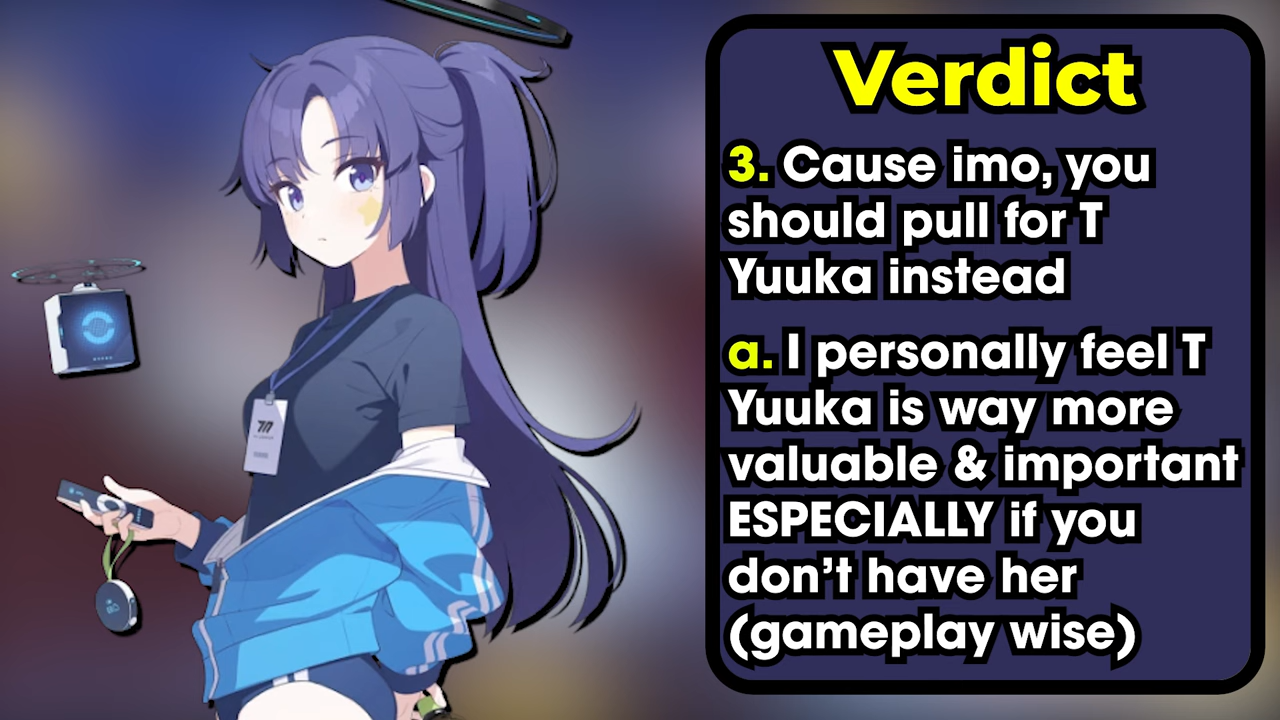 Verdict
3. Cause imo, you
should pull for T
Yuuka instead
a. I personally feel T
Yuuka is way more
valuable & important
ESPECIALLY if you
don't have her
(gameplay wise)